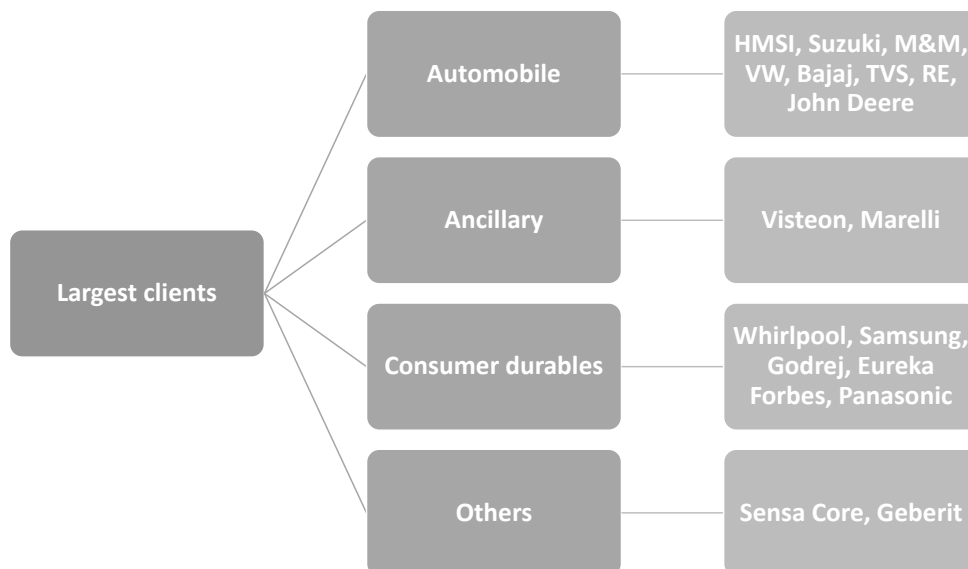 Largest clients
Automobile
HMSI, Suzuki, M&M,
VW, Bajaj, TVS, RE,
John Deere
Ancillary
Visteon, Marelli
Consumer durables
Whirlpool, Samsung,
Godrej, Eureka
Forbes, Panasonic
Others
Sensa Core, Geberit